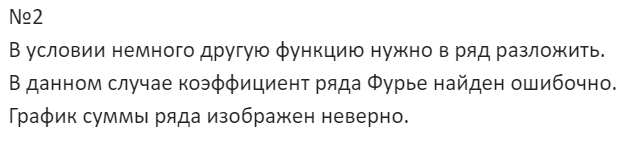 №2
В условии немного другую функцию нужно в ряд разложить.
В данном случае коэффициент ряда Фурье найден ошибочно.
График суммы ряда изображен неверно.